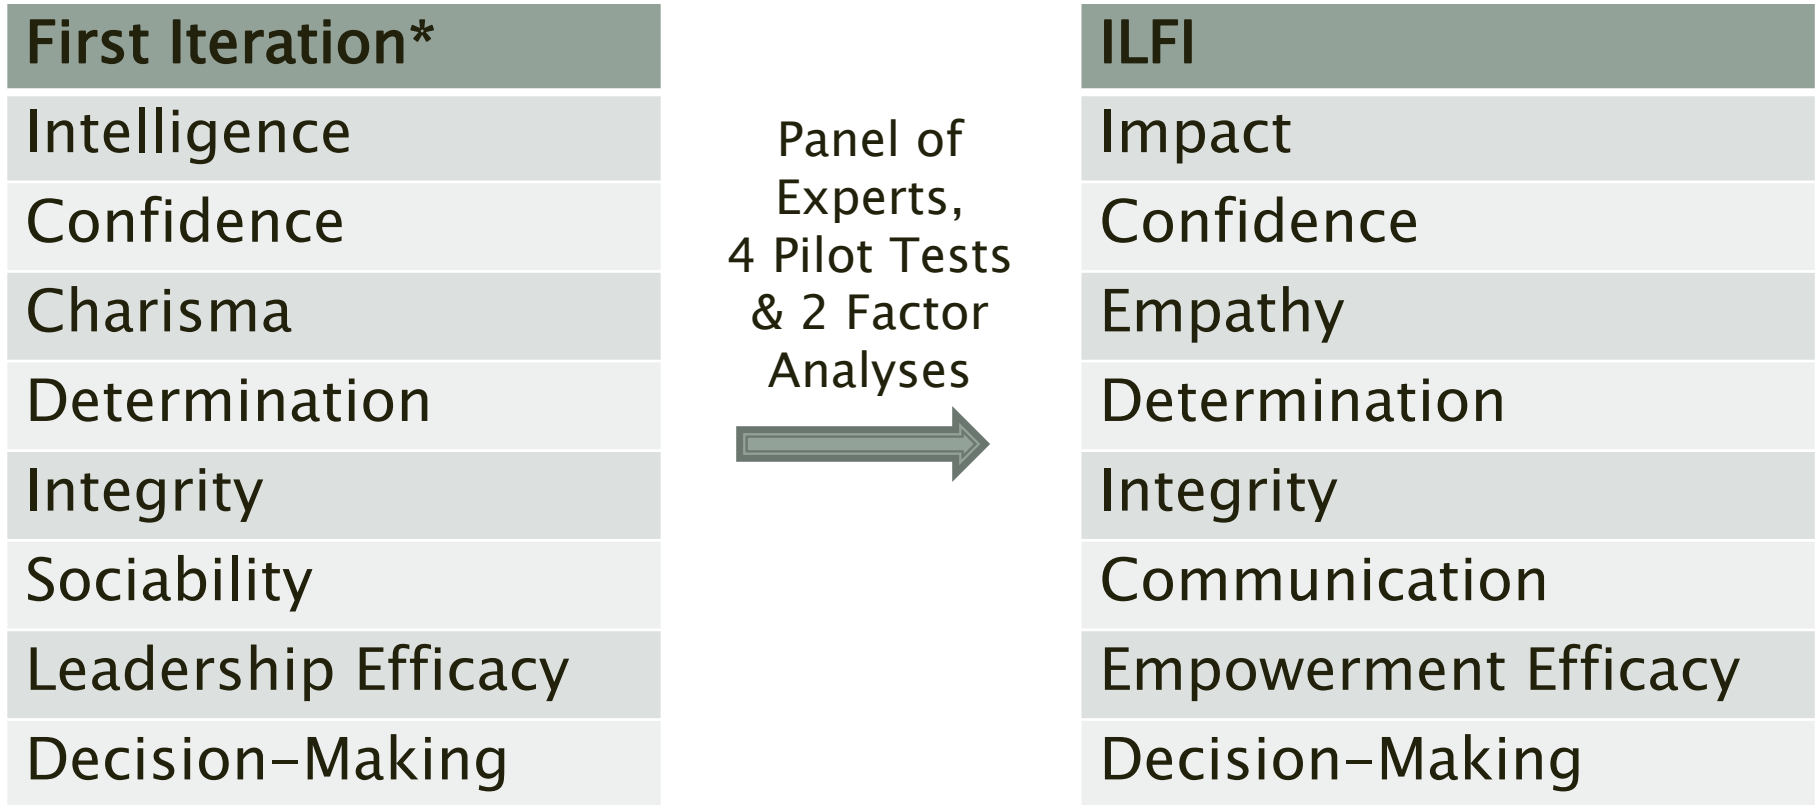 First Iteration*
Intelligence
Confidence
Charisma
Determination
Integrity
Sociability
Leadership Efficacy
Decision-Making
Panel of
Experts,
4 Pilot Tests
& 2 Factor
Analyses
ILFI
Impact
Confidence
Empathy
Determination
Integrity
Communication
Empowerment Efficacy
Decision-Making